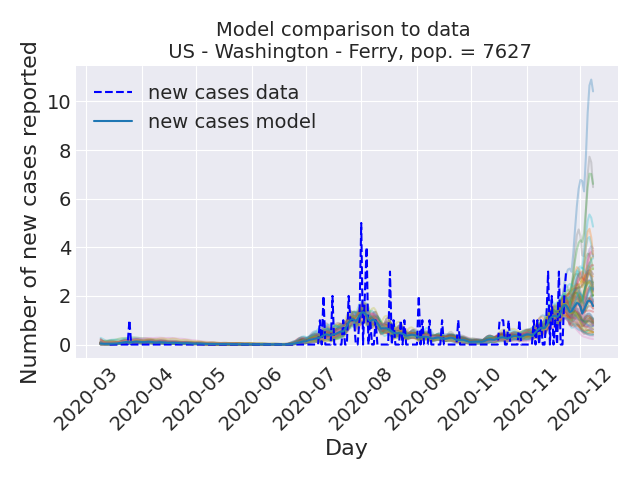 Model comparison to data
US - Washington - Ferry, pop. = 7627
Number of new cases reported
10
8
6
4
2
0
new cases data
new cases model
2020-03
2020-04
2020-05
2020-06
2020-07
2020-08
2020-09
2020-10
2020-11
2020-12
Day